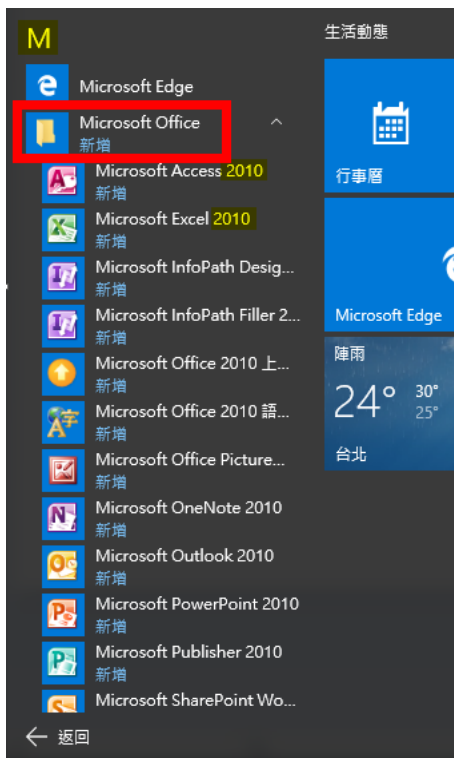 M
Microsoft Edge
Microsoft Office
新增
Microsoft Access 2010
新增
Microsoft Excel 2010
新增
Microsoft InfoPath Desig...
新增
Microsoft InfoPath Filler 2...
新增
Microsoft Office 2010 上...
新增
Microsoft Office 2010 語...
新增
Microsoft Office Picture...
新增
Microsoft OneNote 2010
新增
Microsoft Outlook 2010
新增
Microsoft PowerPoint 2010
新增
Microsoft Publisher 2010
新增
Microsoft SharePoint Wo...
返回
生活動態
行事曆
Microsoft Edge
陣雨
24° 30°
25°
台北